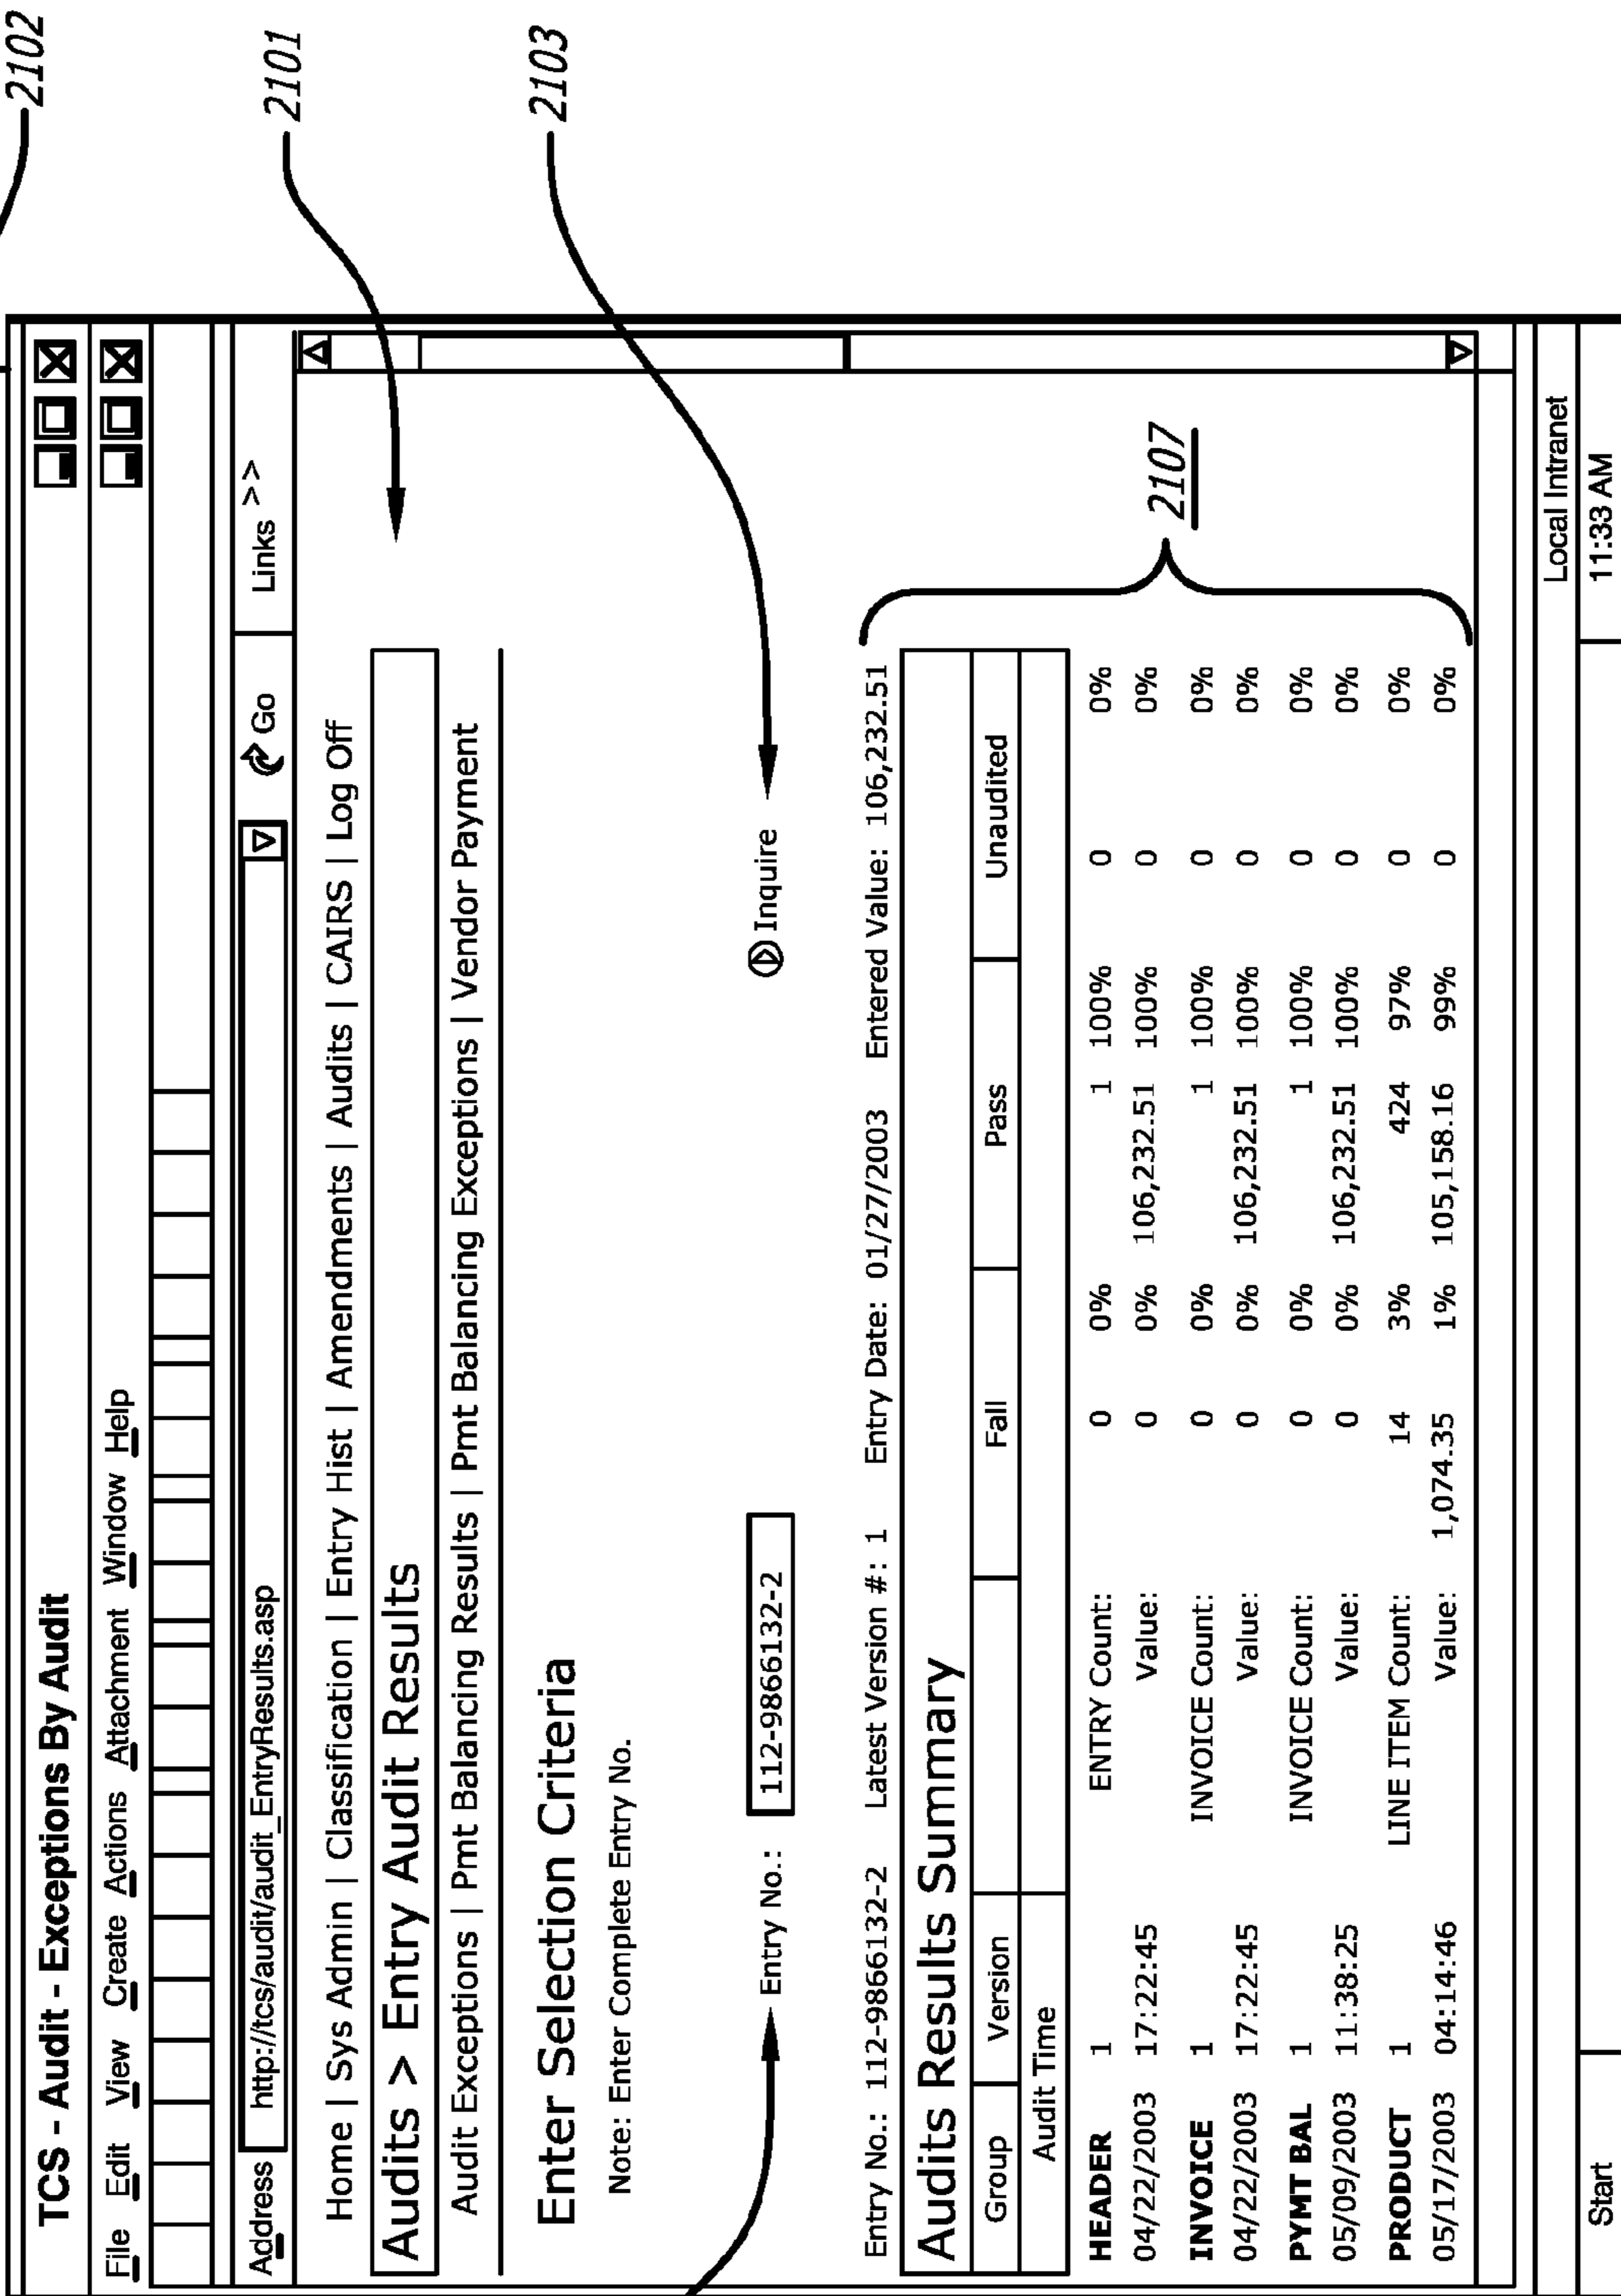 2102
TCS - Audit - Exceptions By Audit
File Edit View Create Actions Attachment Window Help
Address http://tcs/audit/audit_EntryResults.asp Go Links >>
2101
Home | Sys Admin | Classification | Entry Hist | Amendments | Audits | CAIRS | Log Off
Audits > Entry Audit Results
Audit Exceptions | Pmt Balancing Results | Pmt Balancing Exceptions | Vendor Payment
2103
Enter Selection Criteria
Note: Enter Complete Entry No.
Entry No.: 112-9866132-2 Inquire
Entry No.: 112-9866132-2 Latest Version #: 1 Entry Date: 01/27/2003 Entered Value: 106,232.51
Audits Results Summary
Group Version Fall Pass Unaudited
Audit Time
2107
HEADER 1 ENTRY Count: 0 0% 1 100% 0 0%
04/22/2003 17:22:45 Value: 0 0% 106,232.51 100% 0 0%
INVOICE 1 INVOICE Count: 0 0% 1 100% 0 0%
04/22/2003 17:22:45 Value: 0 0% 106,232.51 100% 0 0%
PYMT BAL 1 INVOICE Count: 0 0% 1 100% 0 0%
05/09/2003 11:38:25 Value: 0 0% 106,232.51 100% 0 0%
PRODUCT 1 LINE ITEM Count: 14 3% 424 97% 0 0%
05/17/2003 04:14:46 Value: 1,074.35 1% 105,158.16 99% 0 0%
Local Intranet
Start 11:33 AM